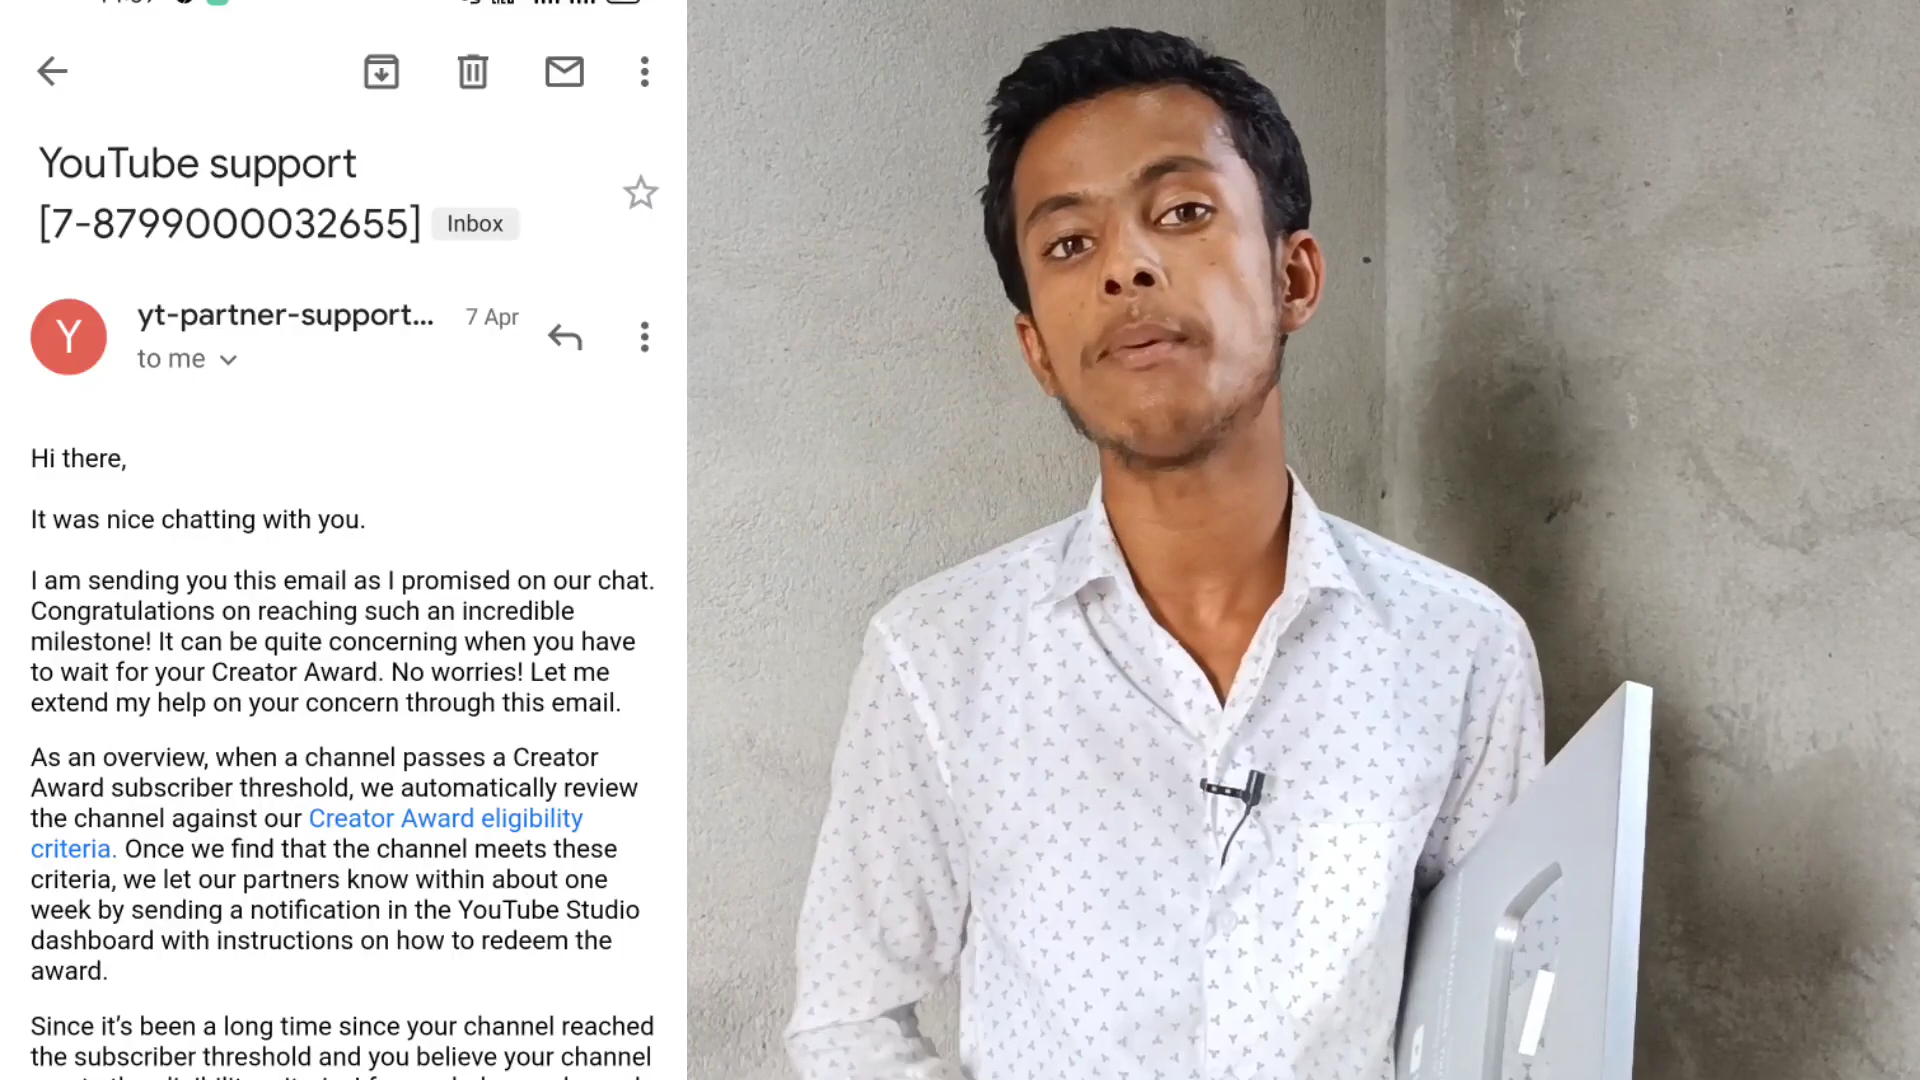 YouTube support
[7-8799000032655] Inbox
Y
yt-partner-support... 7 Apr
to me
Hi there,
It was nice chatting with you.
I am sending you this email as I promised on our chat.
Congratulations on reaching such an incredible
milestone! It can be quite concerning when you have
to wait for your Creator Award. No worries! Let me
extend my help on your concern through this email.
As an overview, when a channel passes a Creator
Award subscriber threshold, we automatically review
the channel against our Creator Award eligibility
criteria. Once we find that the channel meets these
criteria, we let our partners know within about one
week by sending a notification in the YouTube Studio
dashboard with instructions on how to redeem the
award.
Since it’s been a long time since your channel reached
the subscriber threshold and you believe your channel